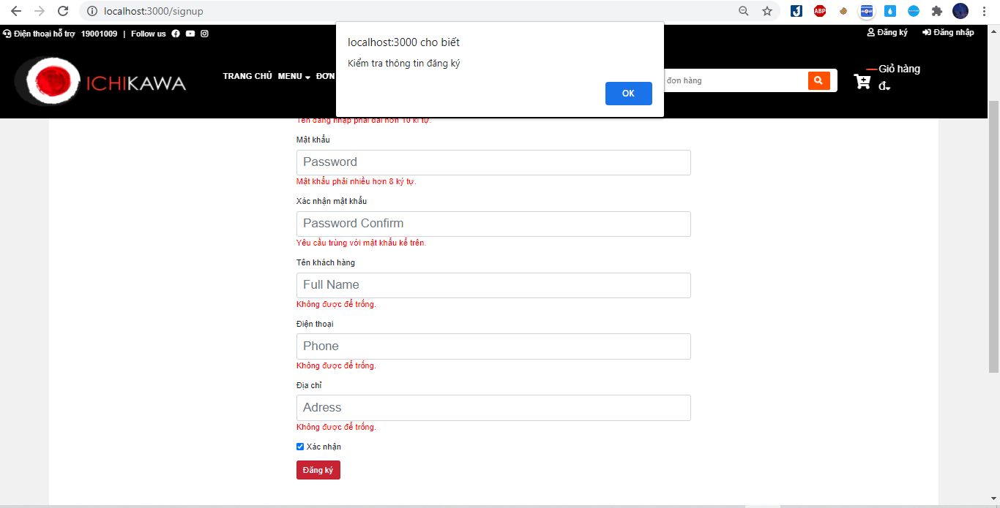 localhost:3000/signup
ABP
Điện thoại hỗ trợ 19001009 | Follow us
Đăng ký
Đăng nhập
localhost:3000 cho biết
Kiểm tra thông tin đăng ký
OK
ICHIKAWA
TRANG CHỦ MENU ĐƠN
đơn hàng
Giỏ hàng
đ
Tên đăng nhập phải dài hơn 10 kí tự.
Mật khẩu
Password
Mật khẩu phải nhiều hơn 8 ký tự.
Xác nhận mật khẩu
Password Confirm
Yêu cầu trùng với mật khẩu kể trên.
Tên khách hàng
Full Name
Không được để trống.
Điện thoại
Phone
Không được để trống.
Địa chỉ
Adress
Không được để trống.
Xác nhận
Đăng ký